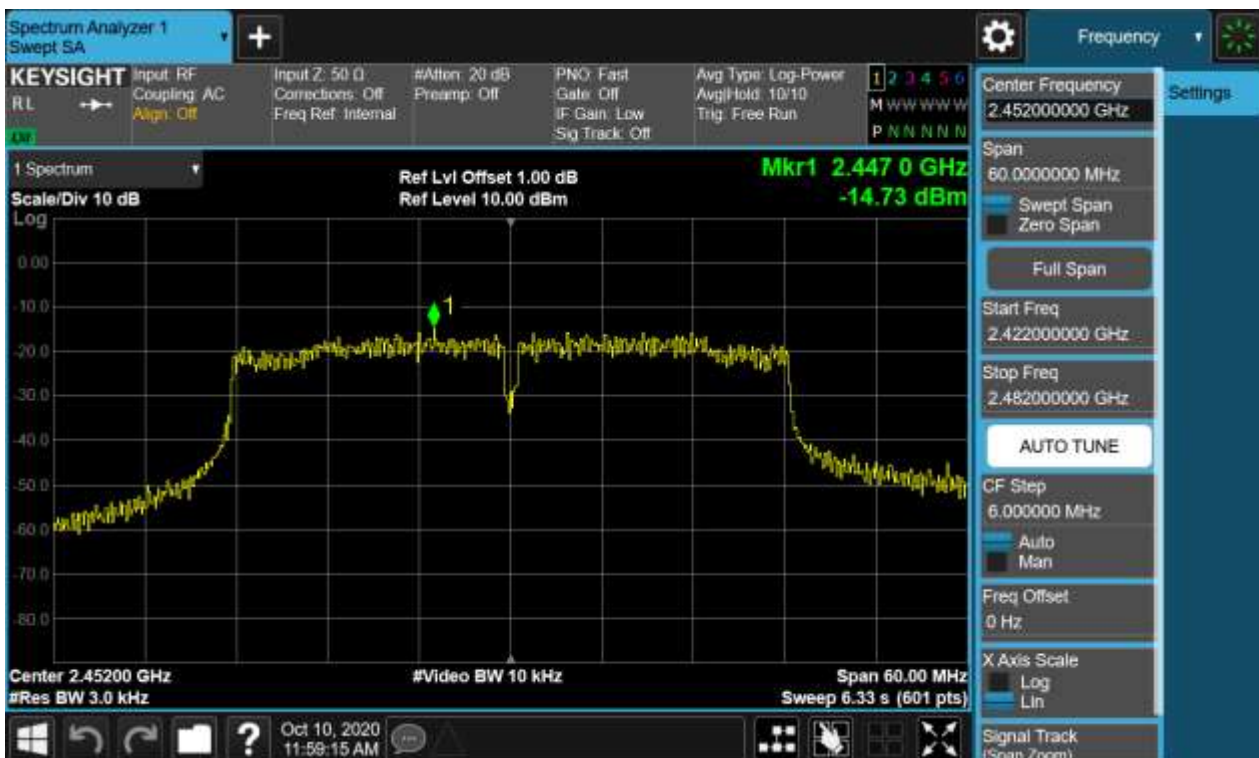 Spectrum Analyzer 1
Swept SA
+
Frequency
KEYSIGHT
RL
Input: RF
Coupling: AC
Align: Off
Input Z: 50 Ω
Corrections: Off
Freq Ref: Internal
#Atten: 20 dB
Preamp: Off
PNO: Fast
Gate: Off
IF Gain: Low
Sig Track: Off
Avg Type: Log-Power
Avg|Hold: 10/10
Trig: Free Run
1 2 3 4 5 6
M W W W W W
P N N N N N
1 Spectrum
Scale/Div 10 dB
Log
Ref Lvl Offset 1.00 dB
Ref Level 10.00 dBm
Mkr1 2.447 0 GHz
-14.73 dBm
0.00
-10.0
-20.0
-30.0
-40.0
-50.0
-60.0
-70.0
-80.0
1
Center 2.45200 GHz
#Res BW 3.0 kHz
#Video BW 10 kHz
Span 60.00 MHz
Sweep 6.33 s (601 pts)
?
Oct 10, 2020
11:59:15 AM
Center Frequency
2.452000000 GHz
Span
60.0000000 MHz
Swept Span
Zero Span
Full Span
Start Freq
2.422000000 GHz
Stop Freq
2.482000000 GHz
AUTO TUNE
CF Step
6.000000 MHz
Auto
Man
Freq Offset
0 Hz
X Axis Scale
Log
Lin
Signal Track
(Span Zoom)
Settings